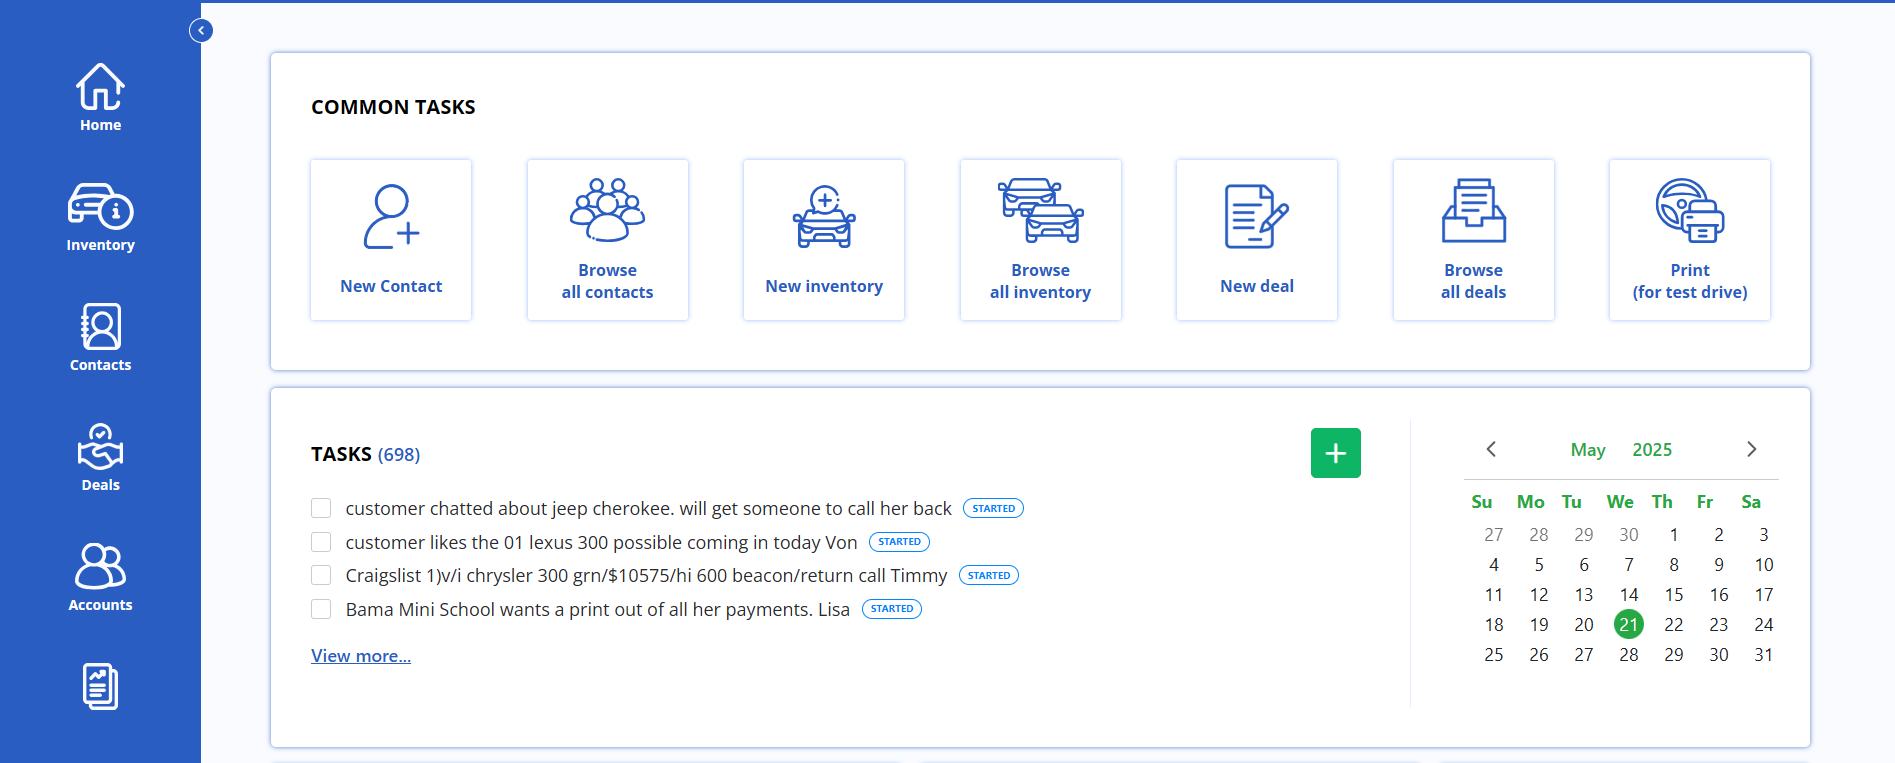 Home
Inventory
Contacts
Deals
Accounts
COMMON TASKS
New Contact
Browse
all contacts
New inventory
Browse
all inventory
New deal
Browse
all deals
Print
(for test drive)
TASKS (698)
customer chatted about jeep cherokee. will get someone to call her back STARTED
customer likes the 01 lexus 300 possible coming in today Von STARTED
Craigslist 1)v/i chrysler 300 grn/$10575/hi 600 beacon/return call Timmy STARTED
Bama Mini School wants a print out of all her payments. Lisa STARTED
View more...
May 2025
Su Mo Tu We Th Fr Sa
27 28 29 30 1 2 3
4 5 6 7 8 9 10
11 12 13 14 15 16 17
18 19 20 21 22 23 24
25 26 27 28 29 30 31